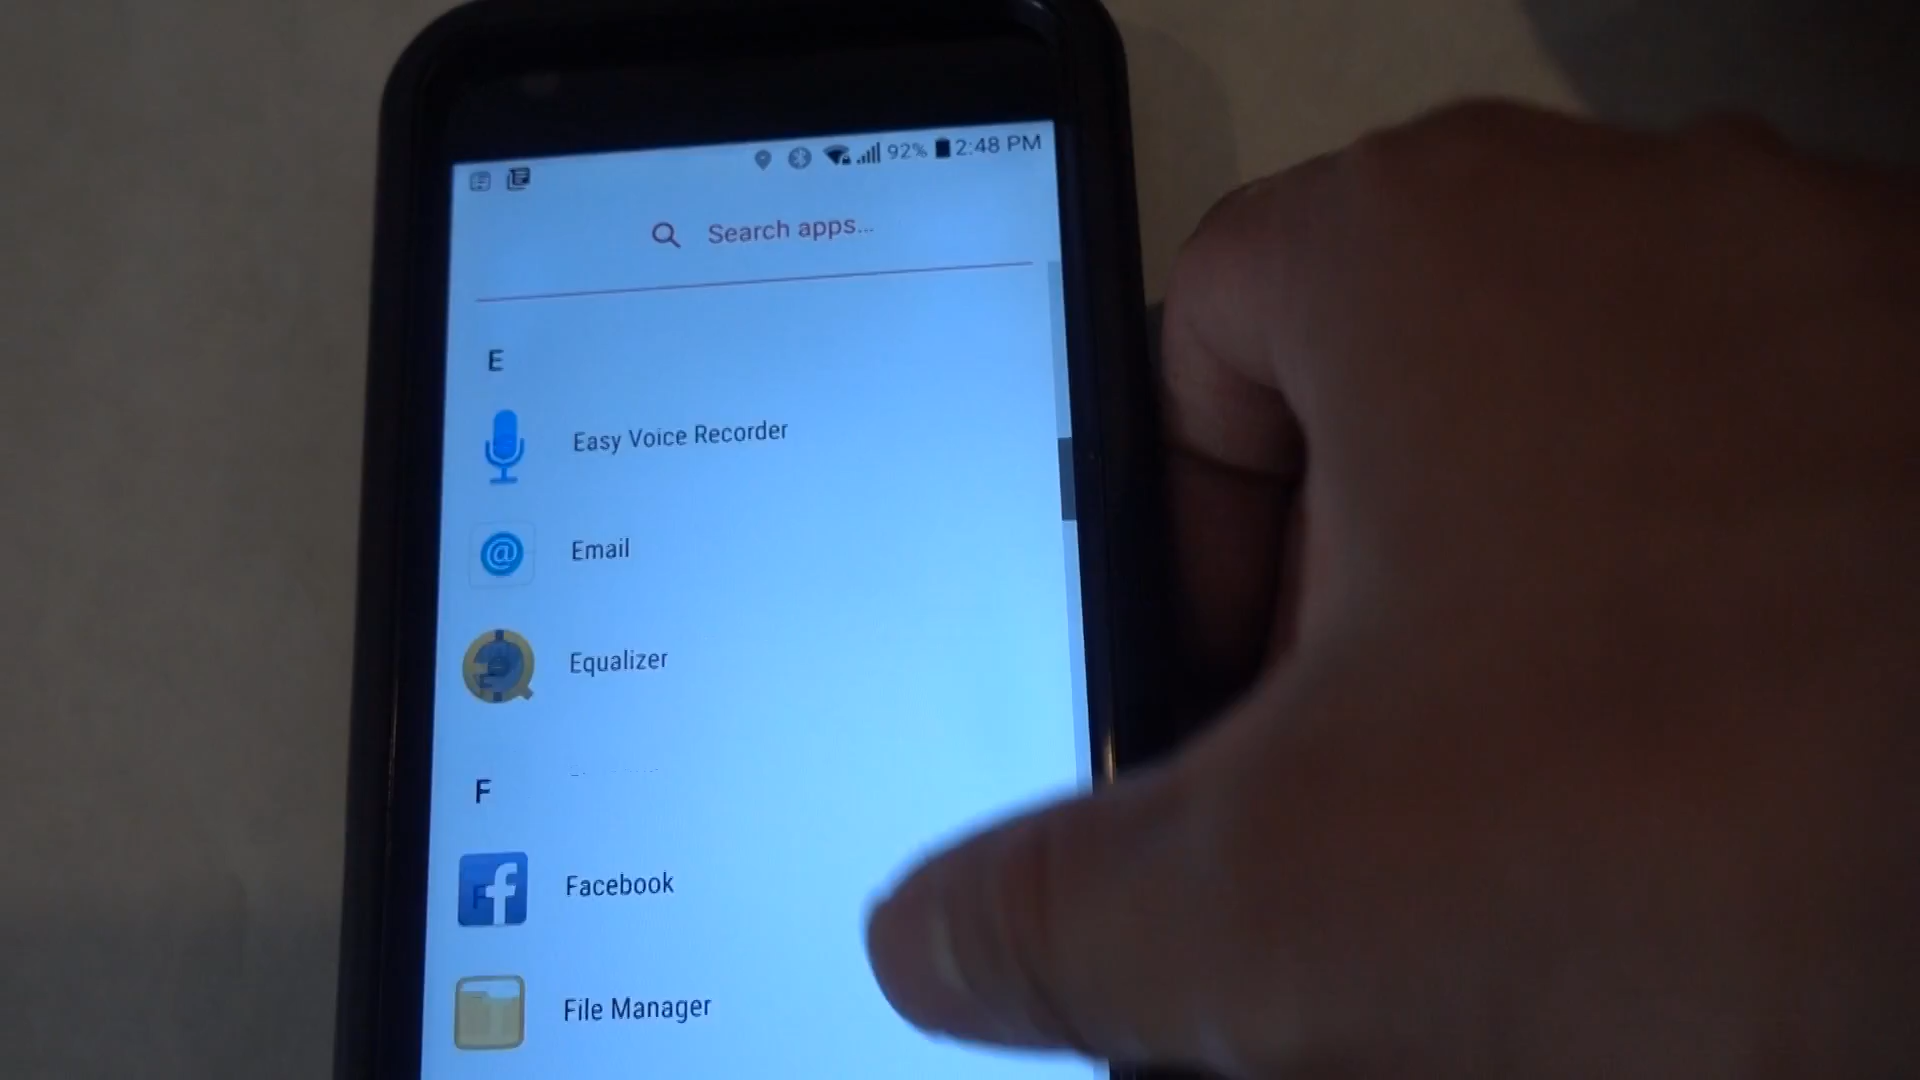 92% 2:48 PM
Search apps...
E
Easy Voice Recorder
@
Email
Equalizer
F
f
Facebook
File Manager